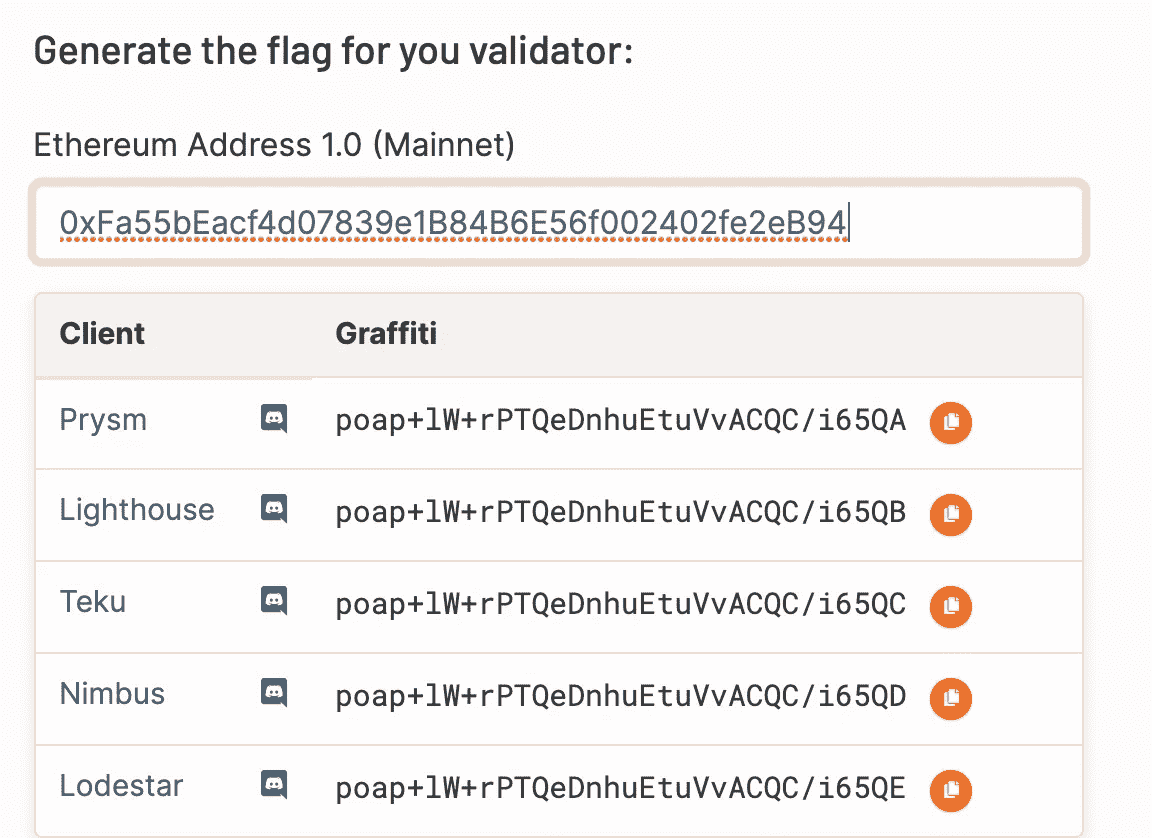 Generate the flag for you validator:
Ethereum Address 1.0 (Mainnet)
0xFa55bEacf4d07839e1B84B6E56f002402fe2eB94
Client Graffiti
Prysm poap+lW+rPTQeDnhuEtuVvACQC/i65QA
Lighthouse poap+lW+rPTQeDnhuEtuVvACQC/i65QB
Teku poap+lW+rPTQeDnhuEtuVvACQC/i65QC
Nimbus poap+lW+rPTQeDnhuEtuVvACQC/i65QD
Lodestar poap+lW+rPTQeDnhuEtuVvACQC/i65QE